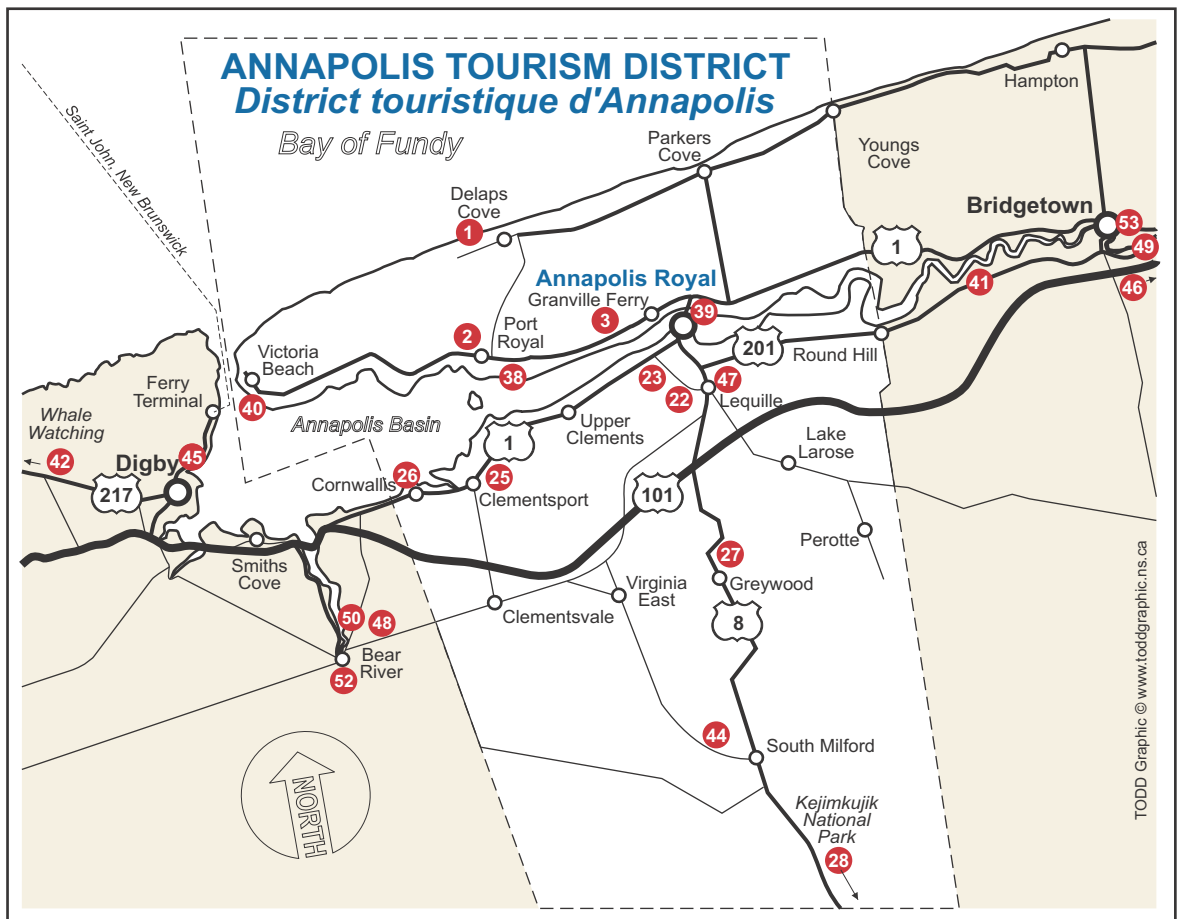 ANNAPOLIS TOURISM DISTRICT
District touristique d'Annapolis
Bay of Fundy
Saint John, New Brunswick
Hampton
Parkers
Cove
Youngs
Cove
Delaps
Cove
1
Bridgetown
53
49
46
41
1
Annapolis Royal
Granville Ferry
39
3
2
Port
Royal
38
201
Round Hill
Victoria
Beach
40
Ferry
Terminal
23
22
47
Lequille
Whale
Watching
42
Annapolis Basin
1
Upper
Clements
Lake
Larose
Digby
45
217
26
Cornwallis
25
Clementsport
101
Perotte
Smiths
Cove
27
Greywood
Virginia
East
Clementsvale
8
50
48
Bear
River
52
44
South Milford
NORTH
Kejimkujik
National
Park
28
TODD Graphic © www.toddgraphic.ns.ca